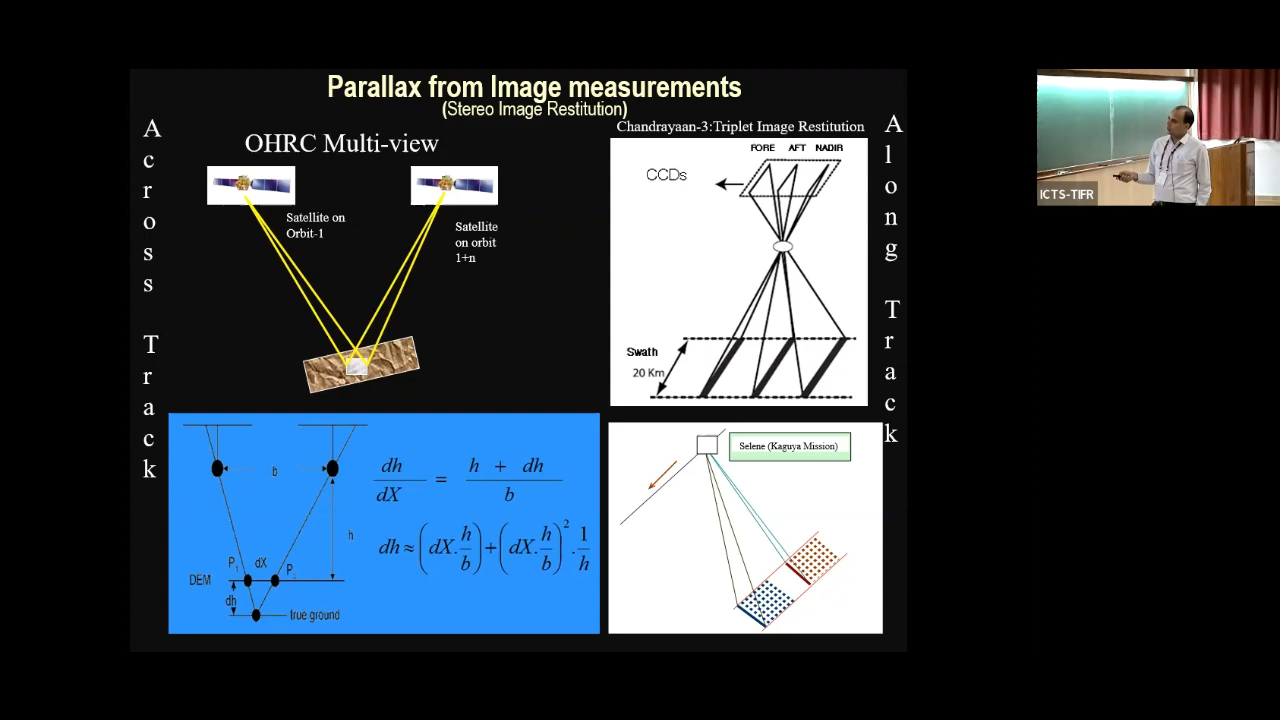 Parallax from Image measurements
(Stereo Image Restitution)
Across Track
OHRC Multi-view
Satellite on
Orbit-1
Satellite
on orbit
1+n
Chandrayaan-3:Triplet Image Restitution
FORE AFT NADIR
CCDs
Swath
20 Km
Along Track
b
h
P1 dX P
DEM
dh
true ground
dh/dX = (h + dh)/b
dh ≈ (dX.h/b) + (dX.h/b)^2 . 1/h
Selene (Kaguya Mission)
ICTS-TIFR